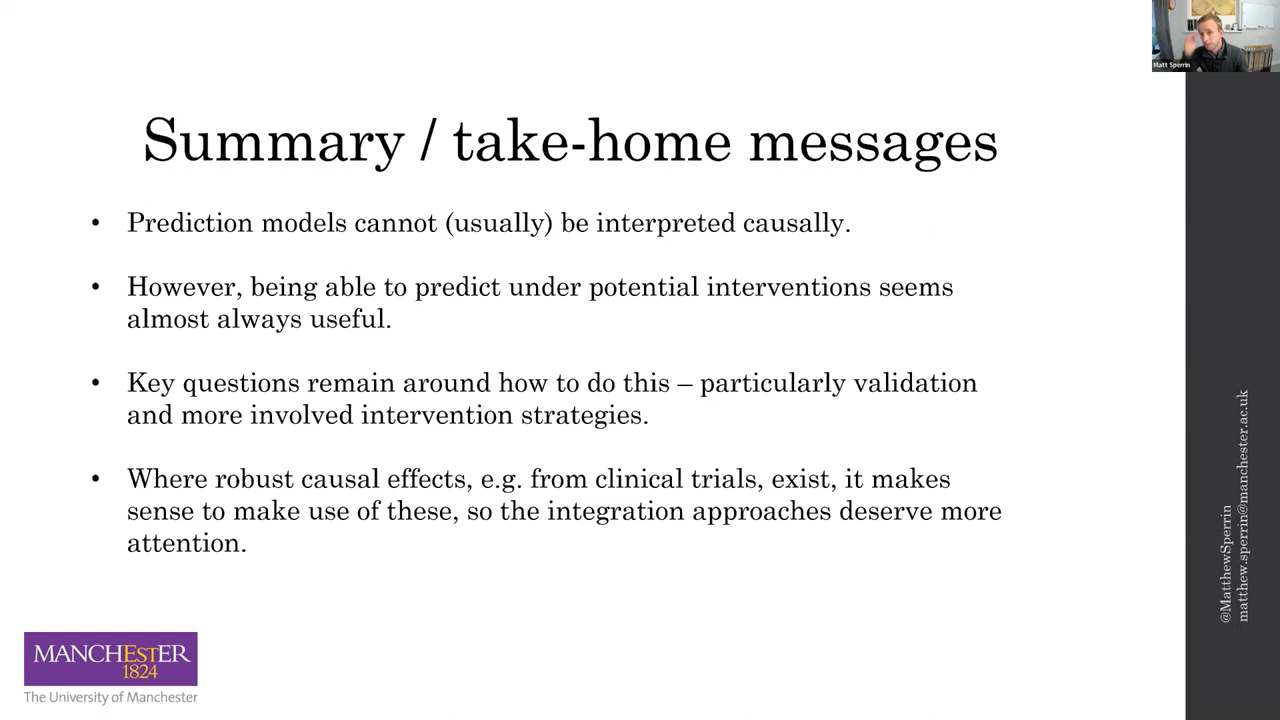 Matt Sperrin
Summary / take-home messages
• Prediction models cannot (usually) be interpreted causally.
• However, being able to predict under potential interventions seems
almost always useful.
• Key questions remain around how to do this – particularly validation
and more involved intervention strategies.
• Where robust causal effects, e.g. from clinical trials, exist, it makes
sense to make use of these, so the integration approaches deserve more
attention.
@MatthewSperrin
matthew.sperrin@manchester.ac.uk
MANCHESTER
1824
The University of Manchester